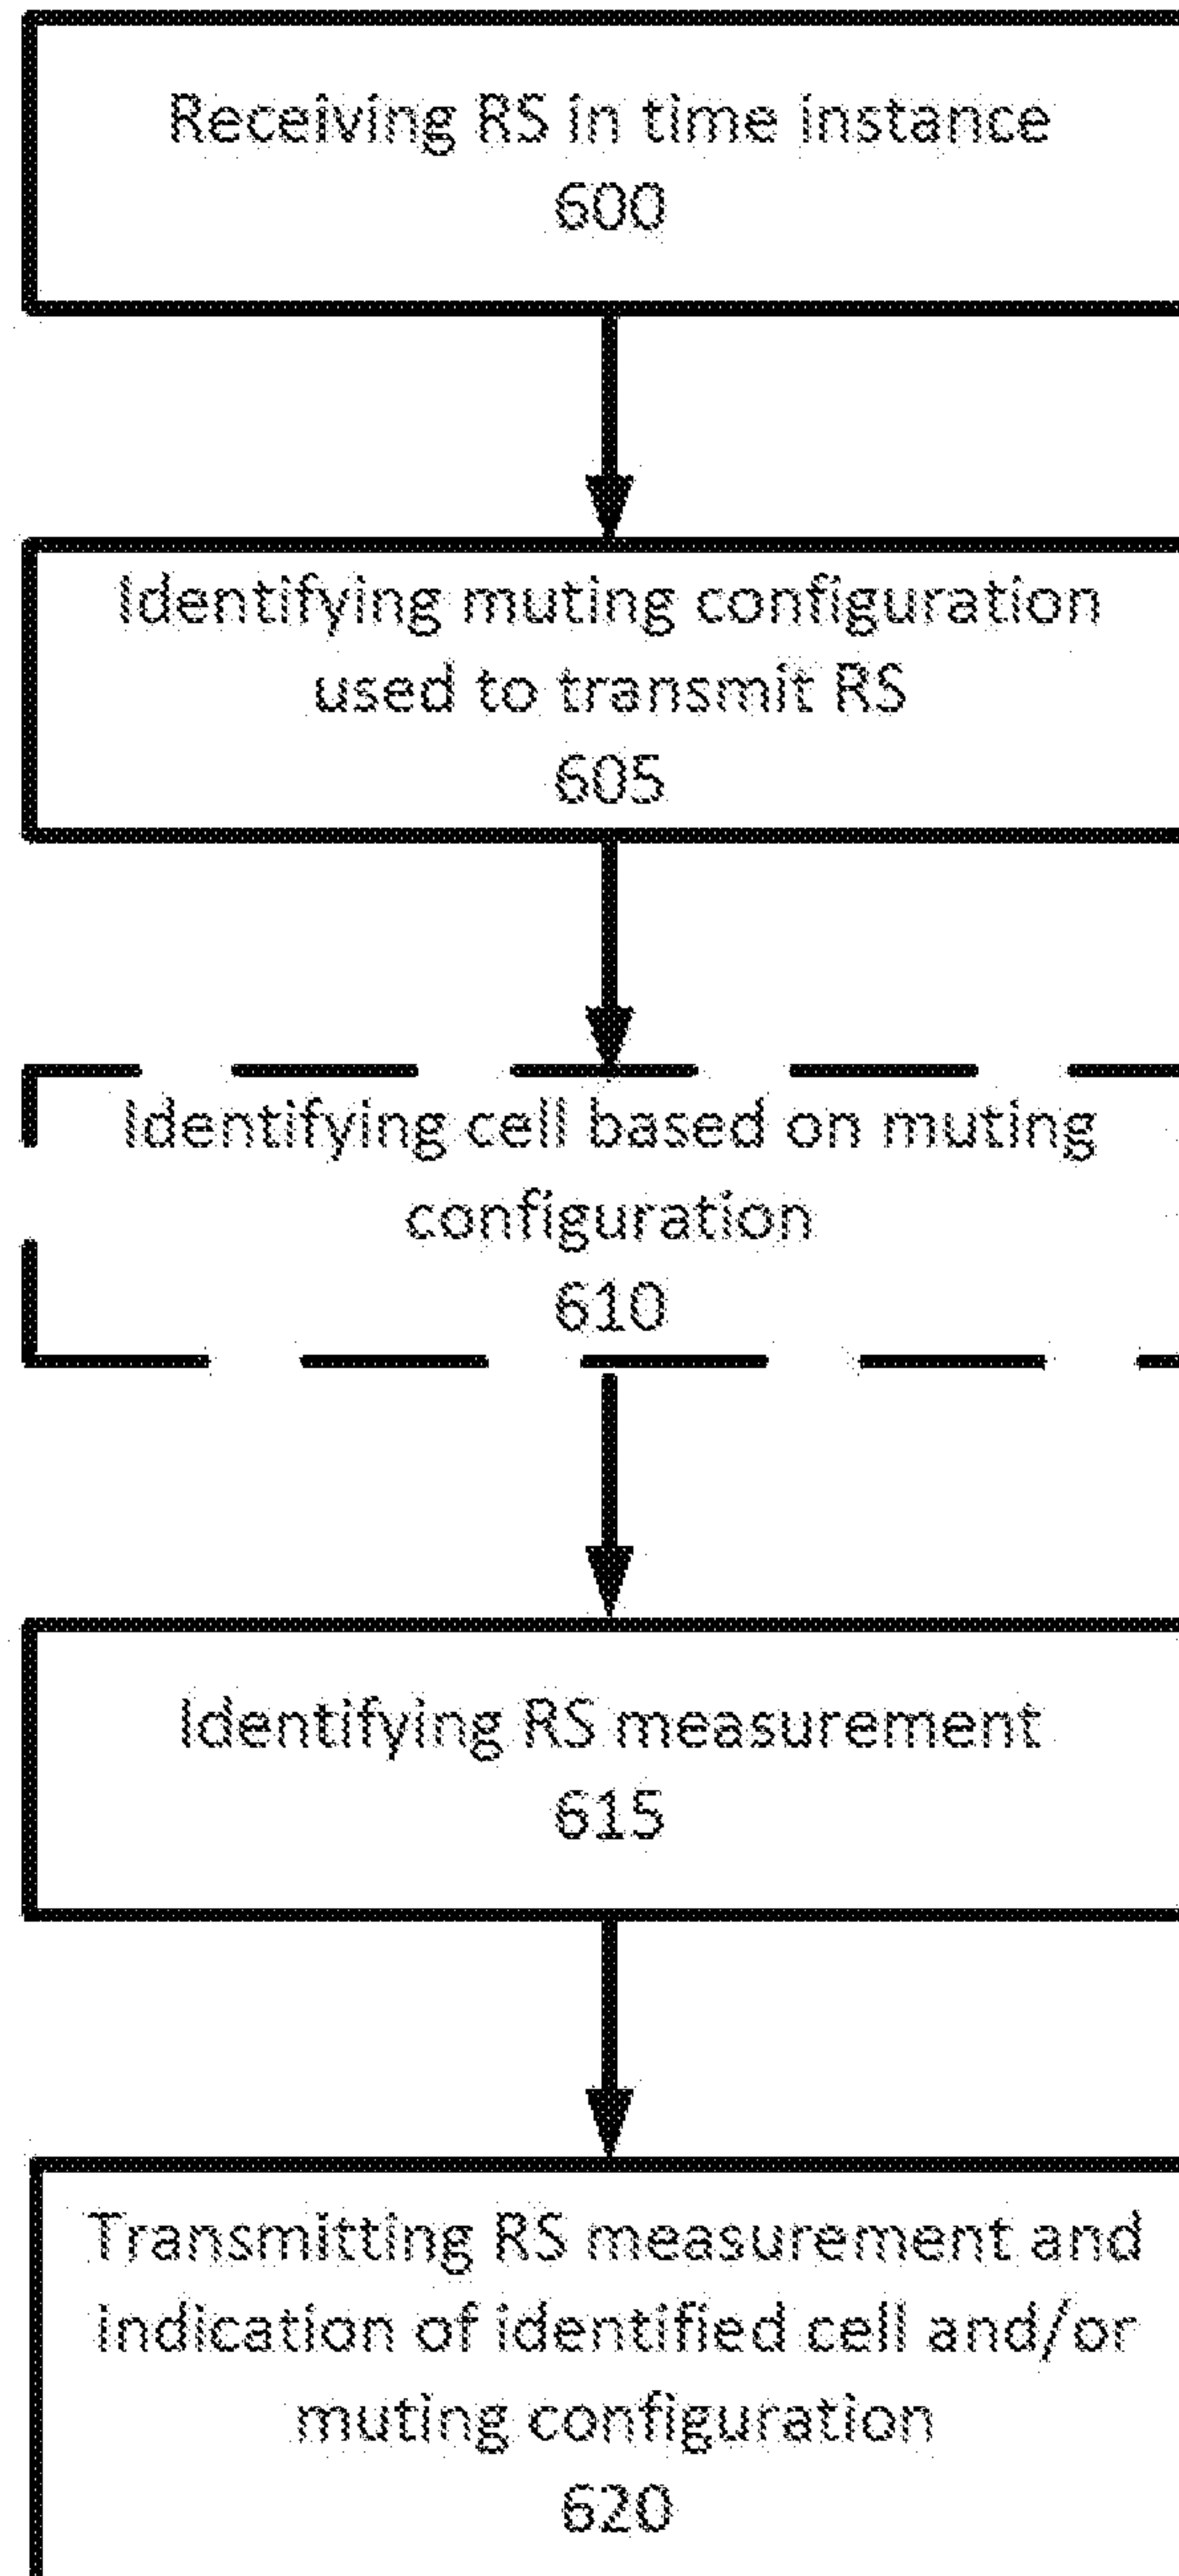 Receiving RS in time instance
600
Identifying muting configuration
used to transmit RS
605
Identifying cell based on muting
configuration
610
Identifying RS measurement
615
Transmitting RS measurement and
indication of identified cell and/or
muting configuration
620